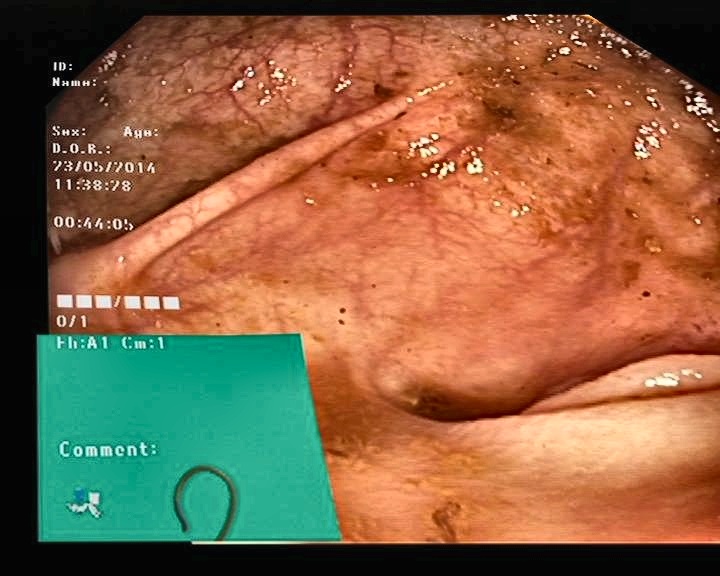 ID:
Name:
Sex: Age:
D.O.B.:
23/05/2014
11:38:28
00:44:05
■■■/■■■
0/1
Eh:A1 Cm:1
Comment: